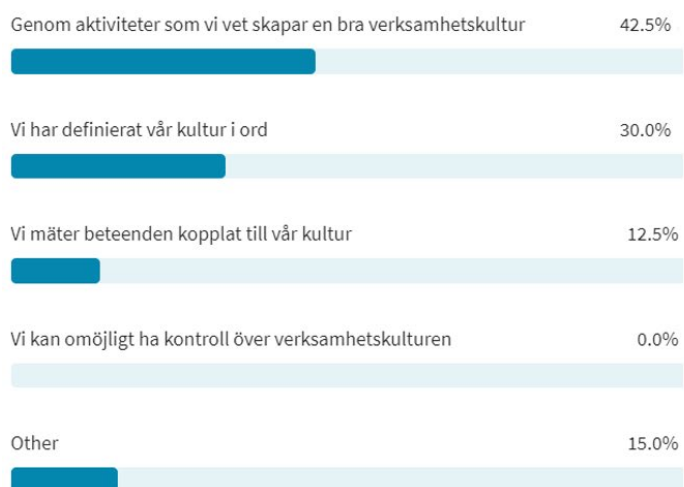 Genom aktiviteter som vi vet skapar en bra verksamhetskultur 42.5%
Vi har definierat vår kultur i ord 30.0%
Vi mäter beteenden kopplat till vår kultur 12.5%
Vi kan omöjligt ha kontroll över verksamhetskulturen 0.0%
Other 15.0%